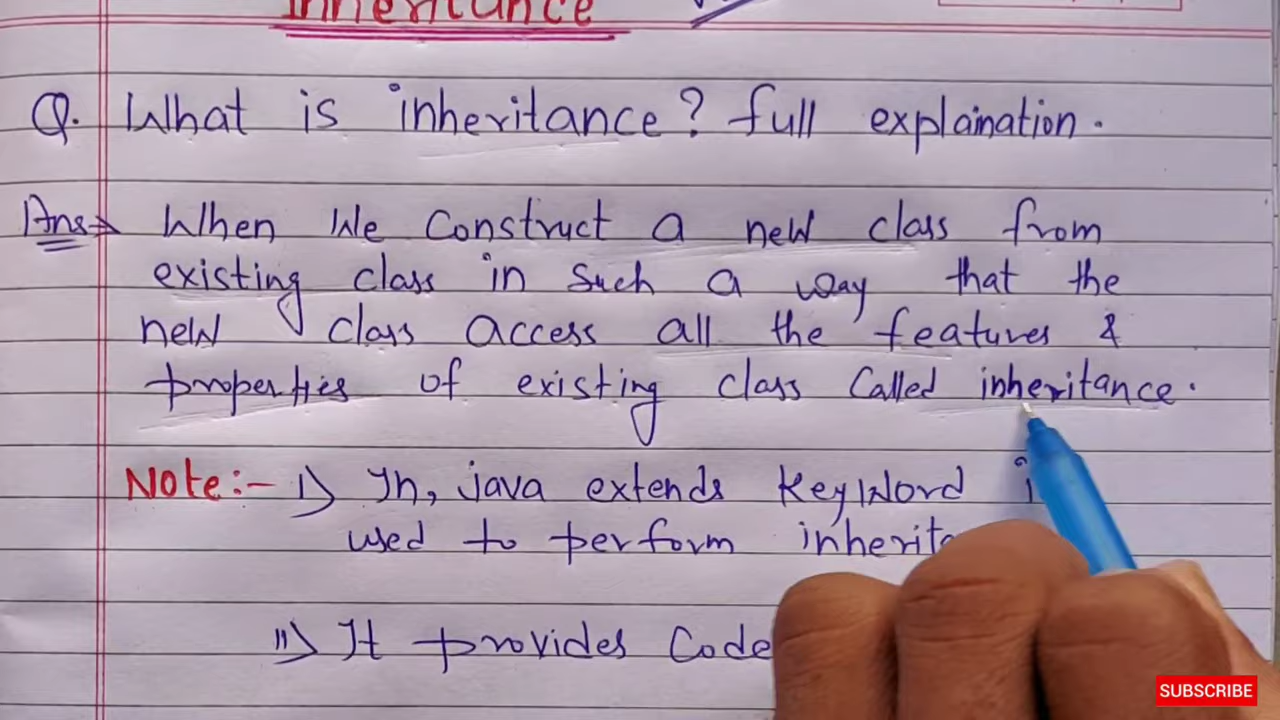 Inheritance
Q. What is inheritance? full explaination.
Ans→ When We Construct a new class from
existing class in Such a way that the
new class access all the features &
properties of existing class Called inheritance.
Note:- i) In, java extends keyword
used to perform
ii) It provides Code
SUBSCRIBE